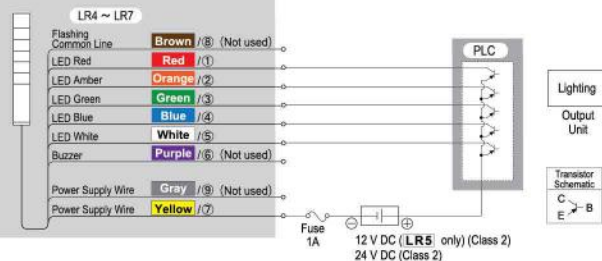 LR4 ~ LR7
Flashing
Common Line
Brown /⑧ (Not used)
LED Red Red /①
LED Amber Orange /②
LED Green Green /③
LED Blue Blue /④
LED White White /⑤
Buzzer Purple /⑥ (Not used)
Power Supply Wire Gray /⑨ (Not used)
Power Supply Wire Yellow /⑦
Fuse
1A
⊖ ⊕
12 V DC (LR5 only) (Class 2)
24 V DC (Class 2)
PLC
Lighting
Output
Unit
Transistor
Schematic
C
B
E